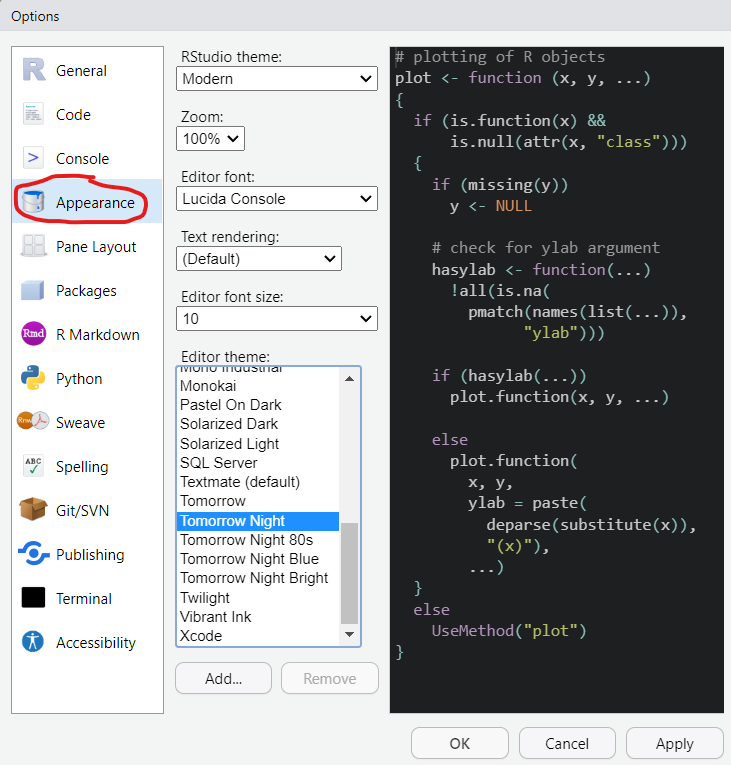 Options
General
Code
Console
Appearance
Pane Layout
Packages
Rmd R Markdown
Python
Rnw Sweave
ABC Spelling
Git/SVN
Publishing
Terminal
Accessibility
RStudio theme:
Modern
Zoom:
100%
Editor font:
Lucida Console
Text rendering:
(Default)
Editor font size:
10
Editor theme:
Mono Industrial
Monokai
Pastel On Dark
Solarized Dark
Solarized Light
SQL Server
Textmate (default)
Tomorrow
Tomorrow Night
Tomorrow Night 80s
Tomorrow Night Blue
Tomorrow Night Bright
Twilight
Vibrant Ink
Xcode
Add...
Remove
# plotting of R objects
plot <- function (x, y, ...)
{
  if (is.function(x) &&
      is.null(attr(x, "class")))
  {
    if (missing(y))
      y <- NULL

    # check for ylab argument
    hasylab <- function(...)
      !all(is.na(
        pmatch(names(list(...)),
              "ylab")))

    if (hasylab(...))
      plot.function(x, y, ...)

    else
      plot.function(
        x, y,
        ylab = paste(
          deparse(substitute(x)),
          "(x)"),
        ...)
  }
  else
    UseMethod("plot")
}
OK
Cancel
Apply